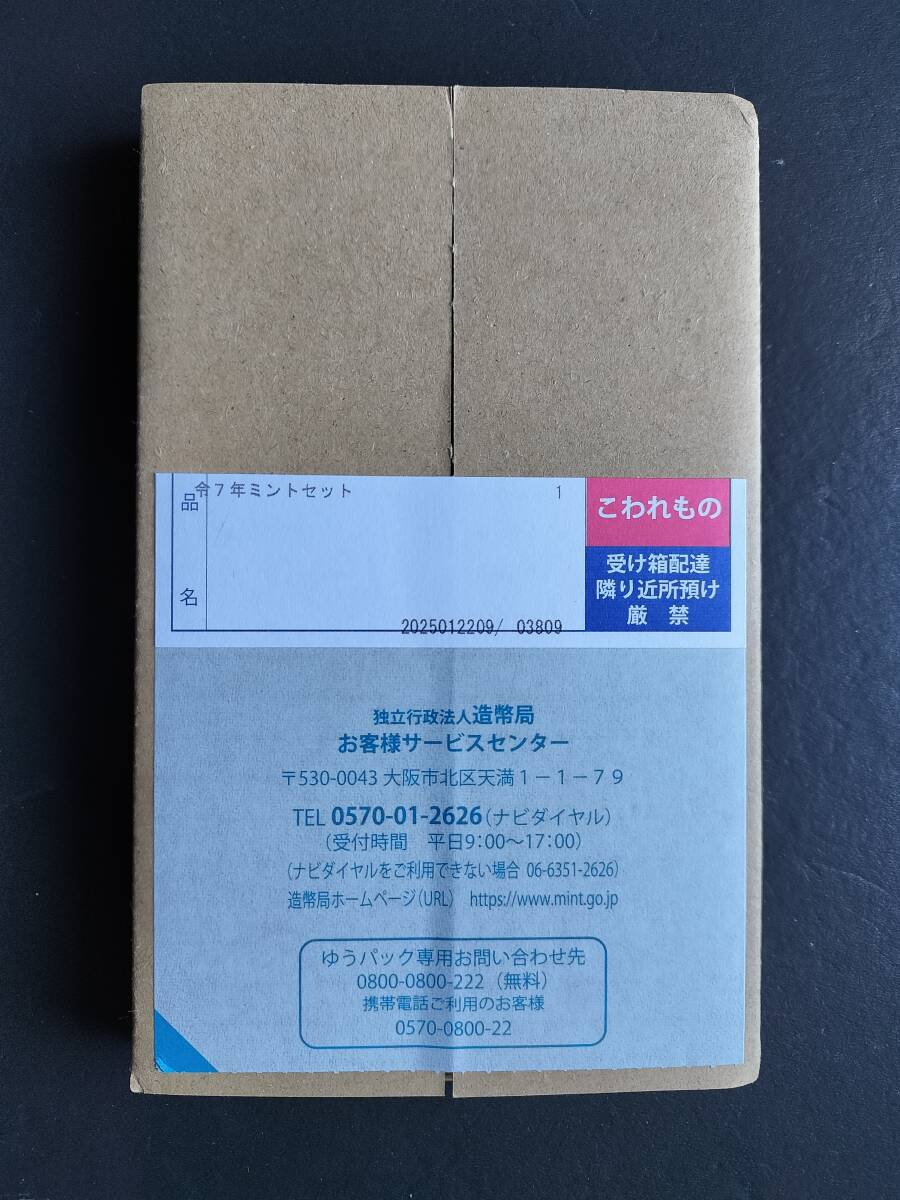 品名
令7年ミントセット 1
2025012209/ 03809
こわれもの
受け箱配達
隣り近所預け
厳 禁
独立行政法人造幣局
お客様サービスセンター
〒530-0043 大阪市北区天満1-1-79
TEL 0570-01-2626(ナビダイヤル)
(受付時間 平日9:00〜17:00)
(ナビダイヤルをご利用できない場合 06-6351-2626)
造幣局ホームページ(URL) https://www.mint.go.jp
ゆうパック専用お問い合わせ先
0800-0800-222(無料)
携帯電話ご利用のお客様
0570-0800-22